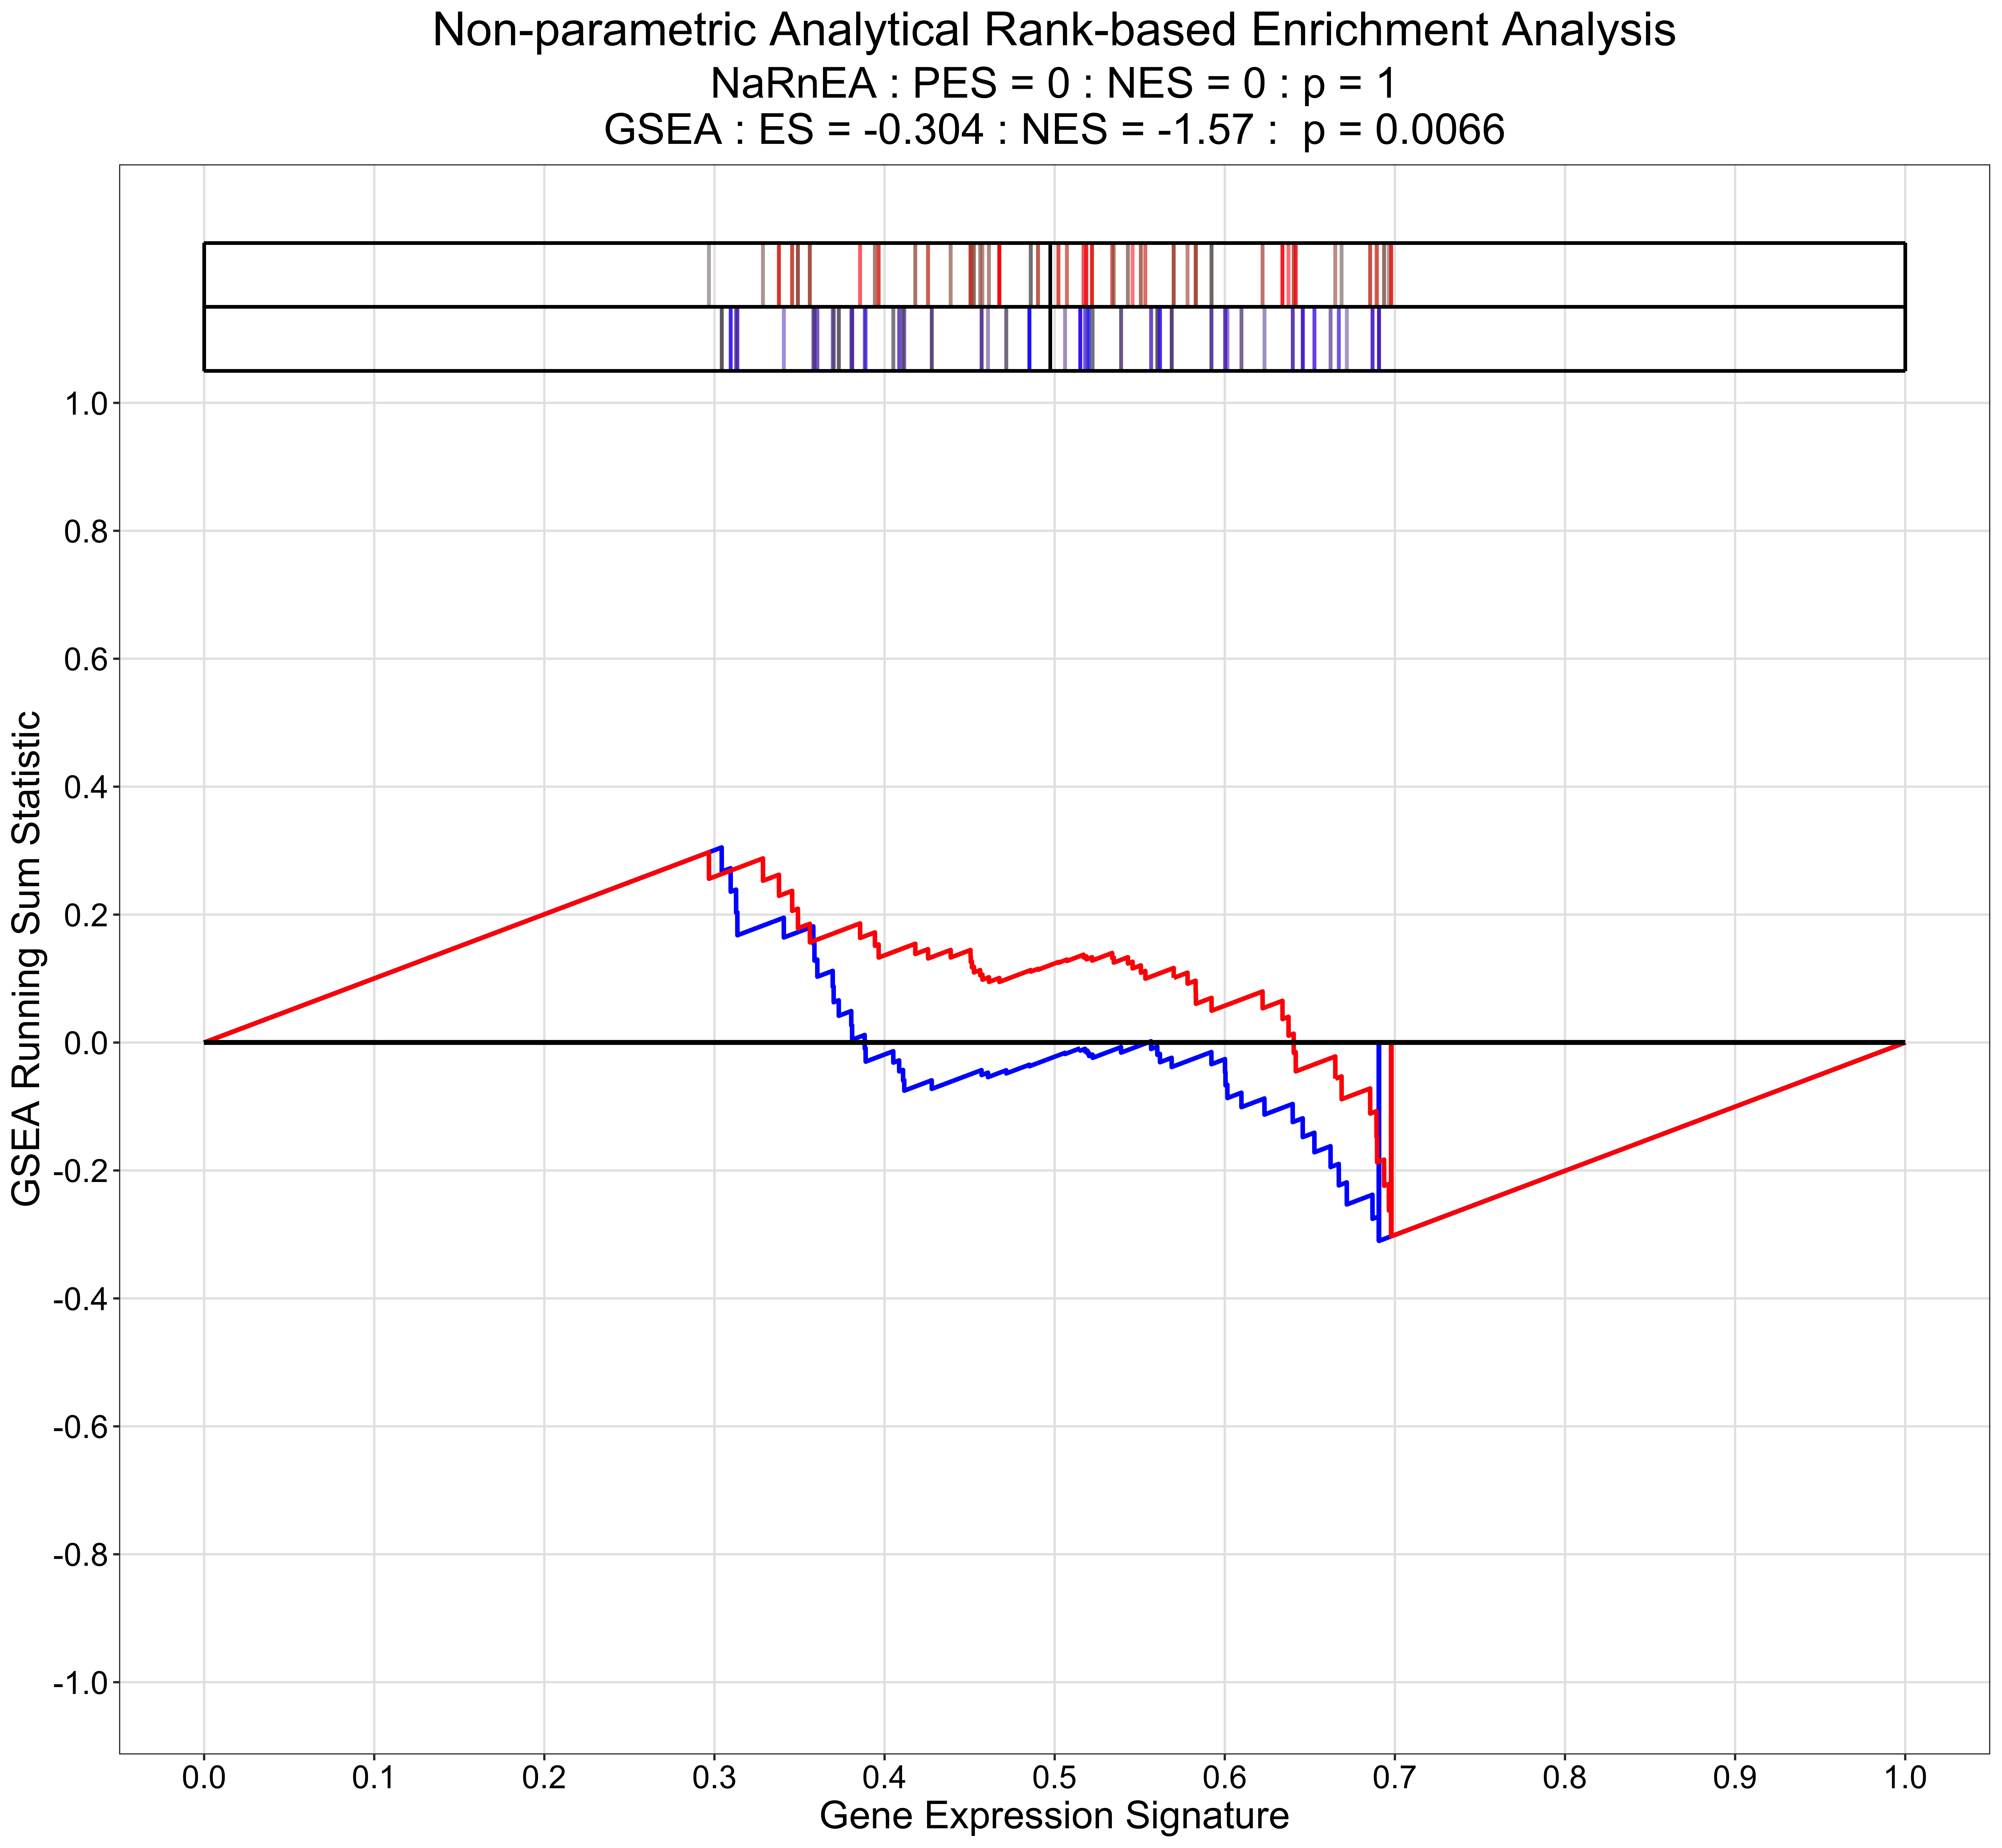 Non-parametric Analytical Rank-based Enrichment Analysis
NaRnEA : PES = 0 : NES = 0 : p = 1
GSEA : ES = -0.304 : NES = -1.57 :  p = 0.0066
1.0
0.8
0.6
0.4
0.2
0.0
-0.2
-0.4
-0.6
-0.8
-1.0
GSEA Running Sum Statistic
0.0 0.1 0.2 0.3 0.4 0.5 0.6 0.7 0.8 0.9 1.0
Gene Expression Signature